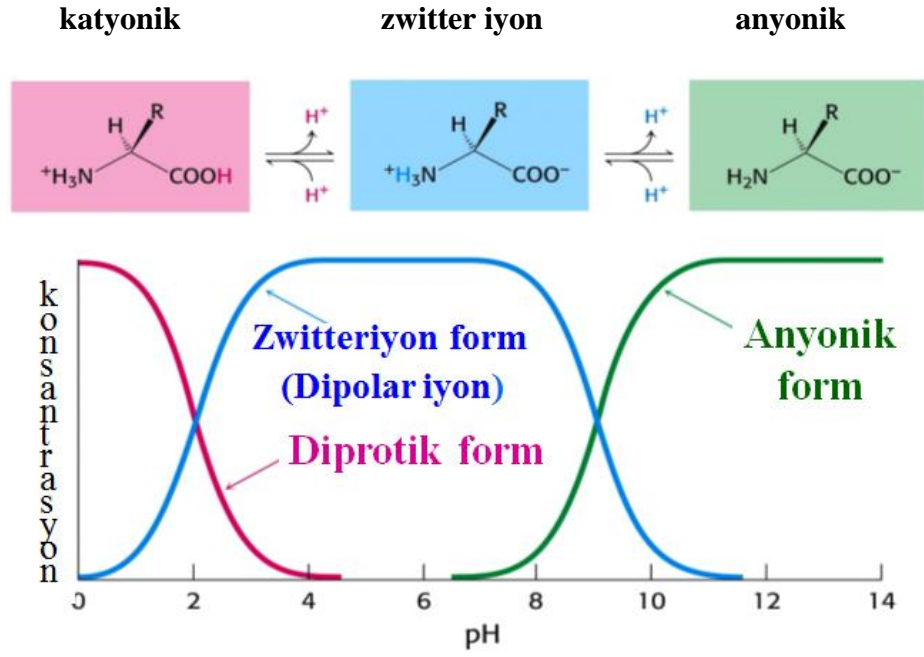 katyonik zwitter iyon anyonik
H R H⁺ H R H⁺ H R
⁺H₃N COOH ⁺H₃N COO⁻ H₂N COO⁻
H⁺ H⁺
konsantrasyon
Zwitteriyon form
(Dipolar iyon)
Diprotik form
Anyonik
form
0 2 4 6 8 10 12 14
pH